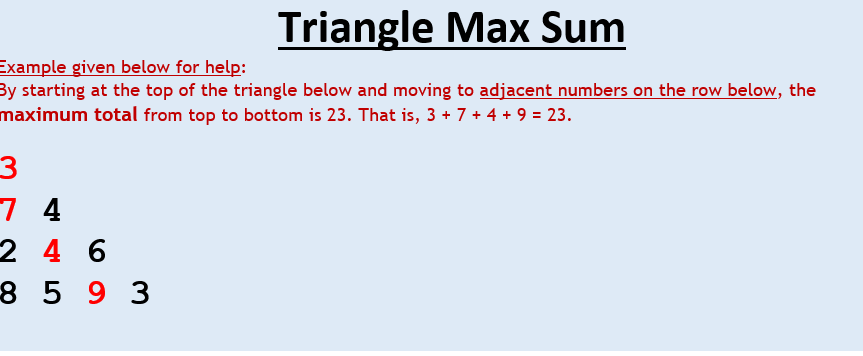 Triangle Max Sum
Example given below for help:
By starting at the top of the triangle below and moving to adjacent numbers on the row below, the
maximum total from top to bottom is 23. That is, 3 + 7 + 4 + 9 = 23.
3
7 4
2 4 6
8 5 9 3